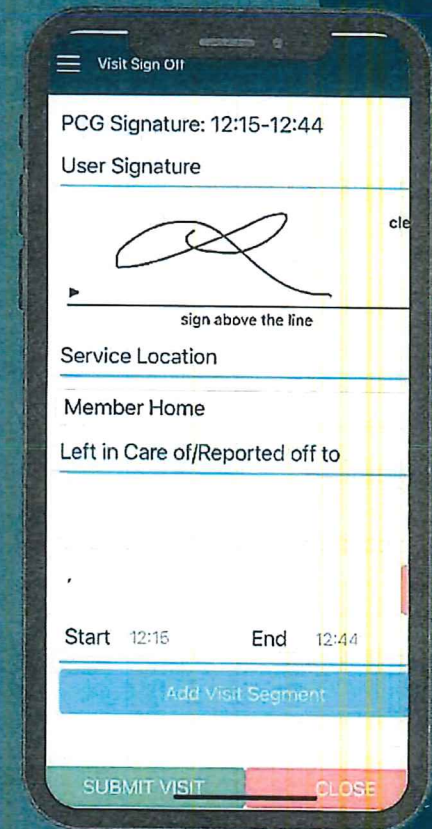 Visit Sign Off
PCG Signature: 12:15-12:44
User Signature
cle
sign above the line
Service Location
Member Home
Left in Care of/Reported off to
,
Start 12:15 End 12:44
Add Visit Segment
SUBMIT VISIT CLOSE